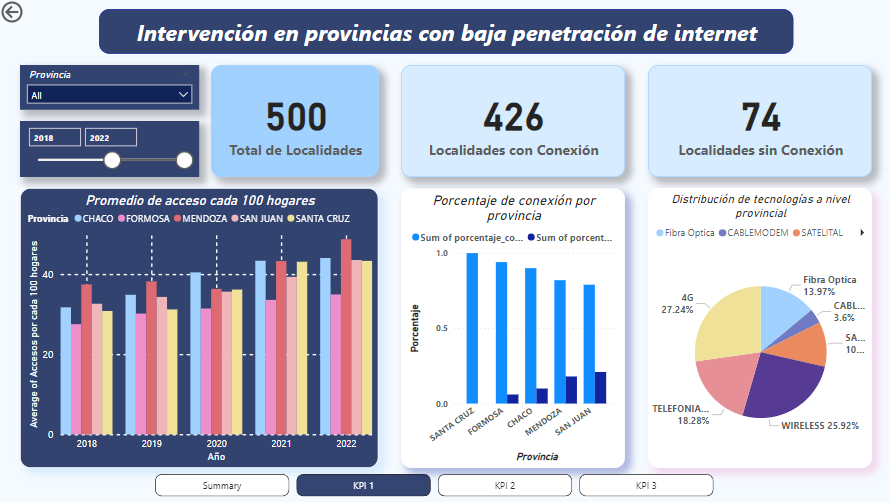 Intervención en provincias con baja penetración de internet
Provincia
All
2018
2022
500
Total de Localidades
426
Localidades con Conexión
74
Localidades sin Conexión
Promedio de acceso cada 100 hogares
Provincia CHACO FORMOSA MENDOZA SAN JUAN SANTA CRUZ
Average of Accesos por cada 100 hogares
40
20
0
2018 2019 2020 2021 2022
Año
Porcentaje de conexión por
provincia
Sum of porcentaje_co... Sum of porcent...
Porcentaje
1.0
0.5
0.0
SANTA CRUZ
FORMOSA
CHACO
MENDOZA
SAN JUAN
Provincia
Distribución de tecnologías a nivel
provincial
Fibra Optica CABLEMODEM SATELITAL
Fibra Optica
13.97%
CABL...
3.6%
SA...
10...
WIRELESS 25.92%
TELEFONIA...
18.28%
4G
27.24%
Summary
KPI 1
KPI 2
KPI 3